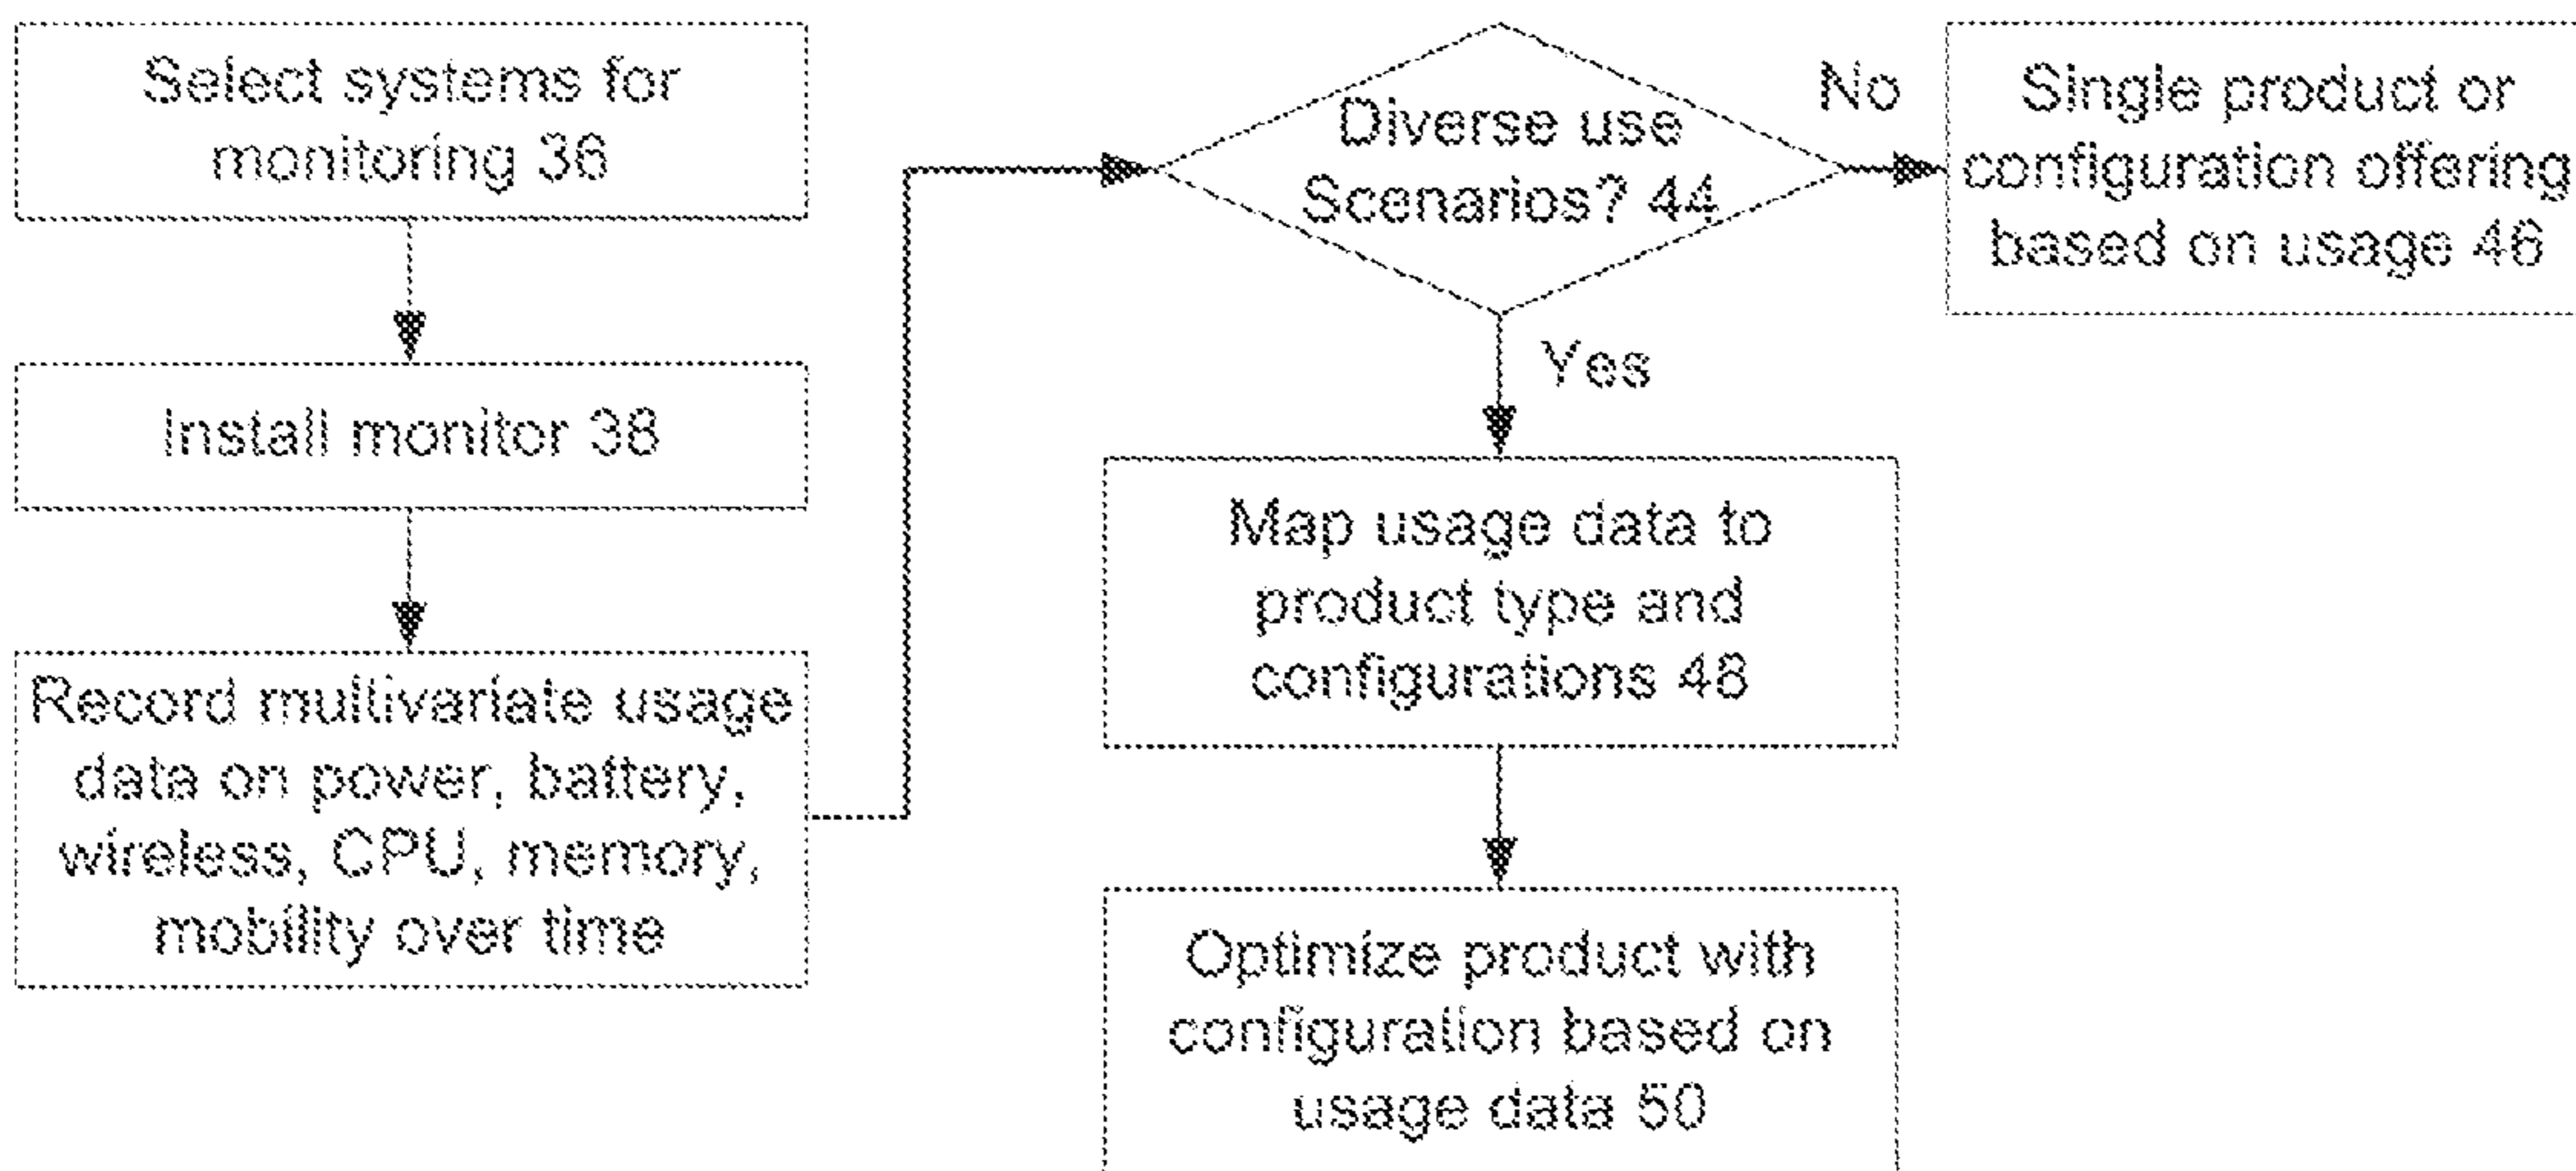 Select systems for
monitoring 36
Install monitor 38
Record multivariate usage
data on power, battery,
wireless, CPU, memory,
mobility over time
Diverse use
Scenarios? 44
No
Single product or
configuration offering
based on usage 46
Yes
Map usage data to
product type and
configurations 48
Optimize product with
configuration based on
usage data 50